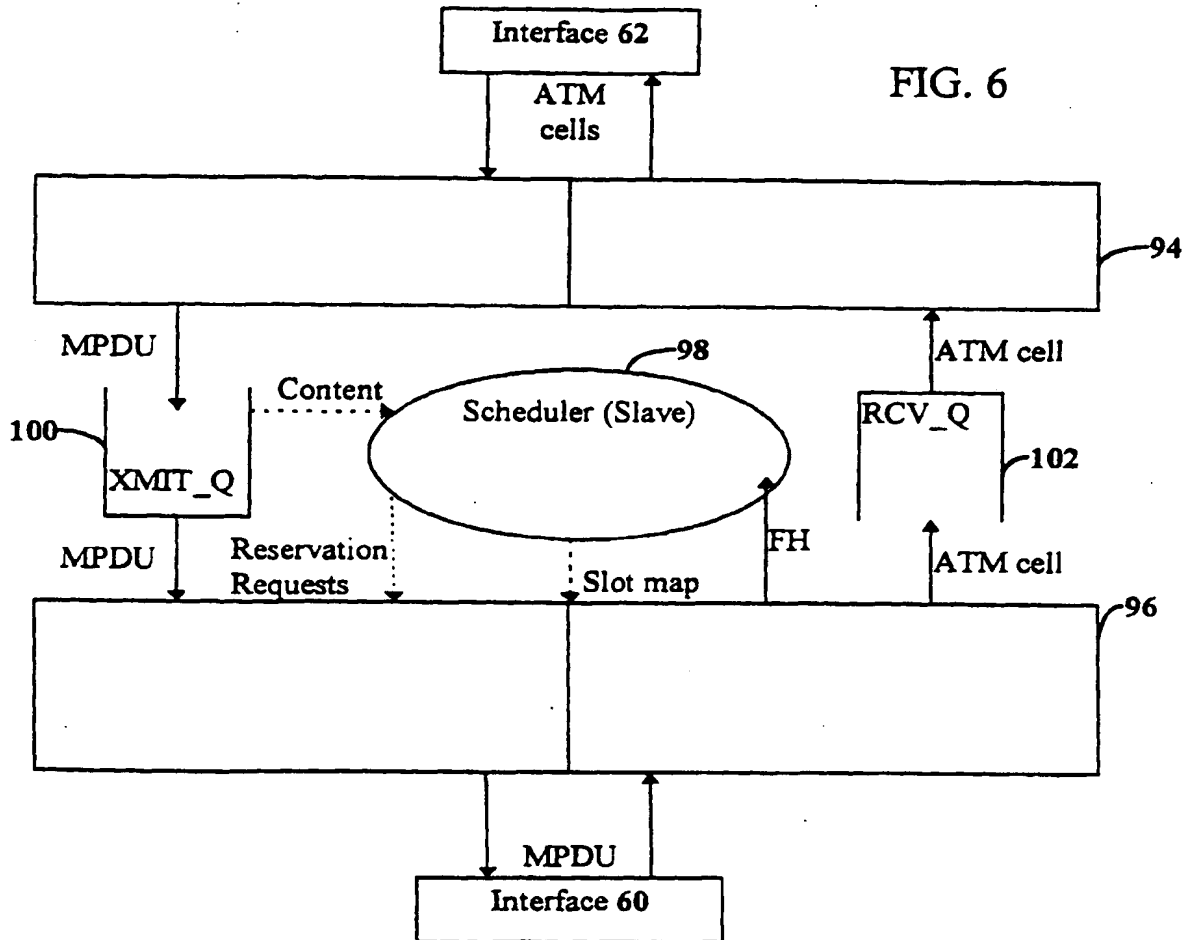 Interface 62
FIG. 6
ATM
cells
94
MPDU
98
ATM cell
Content
Scheduler (Slave)
RCV_Q
100
102
XMIT_Q
MPDU
Reservation
Requests
FH
ATM cell
Slot map
96
MPDU
Interface 60